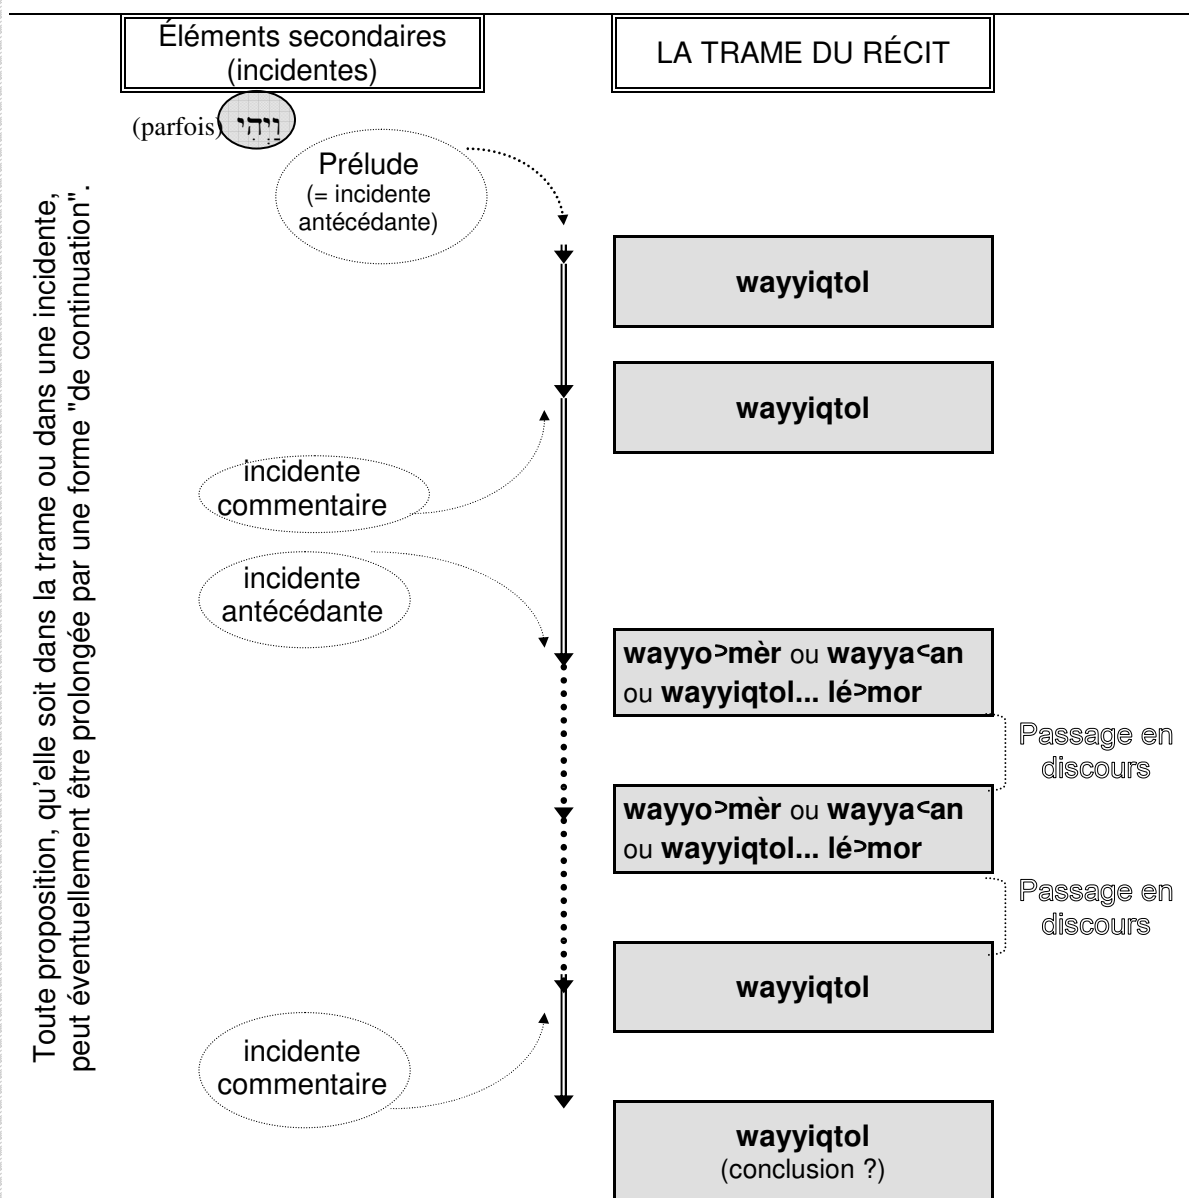 Éléments secondaires
(incidentes)
LA TRAME DU RÉCIT
(parfois) וַיְהִי
Prélude
(= incidente
antécédante)
wayyiqtol
wayyiqtol
incidente
commentaire
incidente
antécédante
wayyo˃mèr ou wayya˂an
ou wayyiqtol... lé˃mor
Passage en
discours
wayyo˃mèr ou wayya˂an
ou wayyiqtol... lé˃mor
Passage en
discours
wayyiqtol
incidente
commentaire
wayyiqtol
(conclusion ?)
Toute proposition, qu'elle soit dans la trame ou dans une incidente,
peut éventuellement être prolongée par une forme "de continuation".